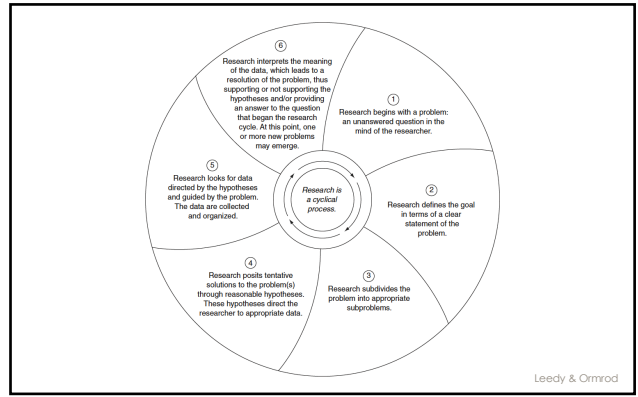 1
Research begins with a problem:
an unanswered question in the
mind of the researcher.
2
Research defines the goal
in terms of a clear
statement of the
problem.
3
Research subdivides the
problem into appropriate
subproblems.
4
Research posits tentative
solutions to the problem(s)
through reasonable hypotheses.
These hypotheses direct the
researcher to appropriate data.
5
Research looks for data
directed by the hypotheses
and guided by the problem.
The data are collected
and organized.
6
Research interprets the meaning
of the data, which leads to a
resolution of the problem, thus
supporting or not supporting the
hypotheses and/or providing
an answer to the question
that began the research
cycle. At this point, one
or more new problems
may emerge.
Research is
a cyclical
process.
Leedy & Ormrod